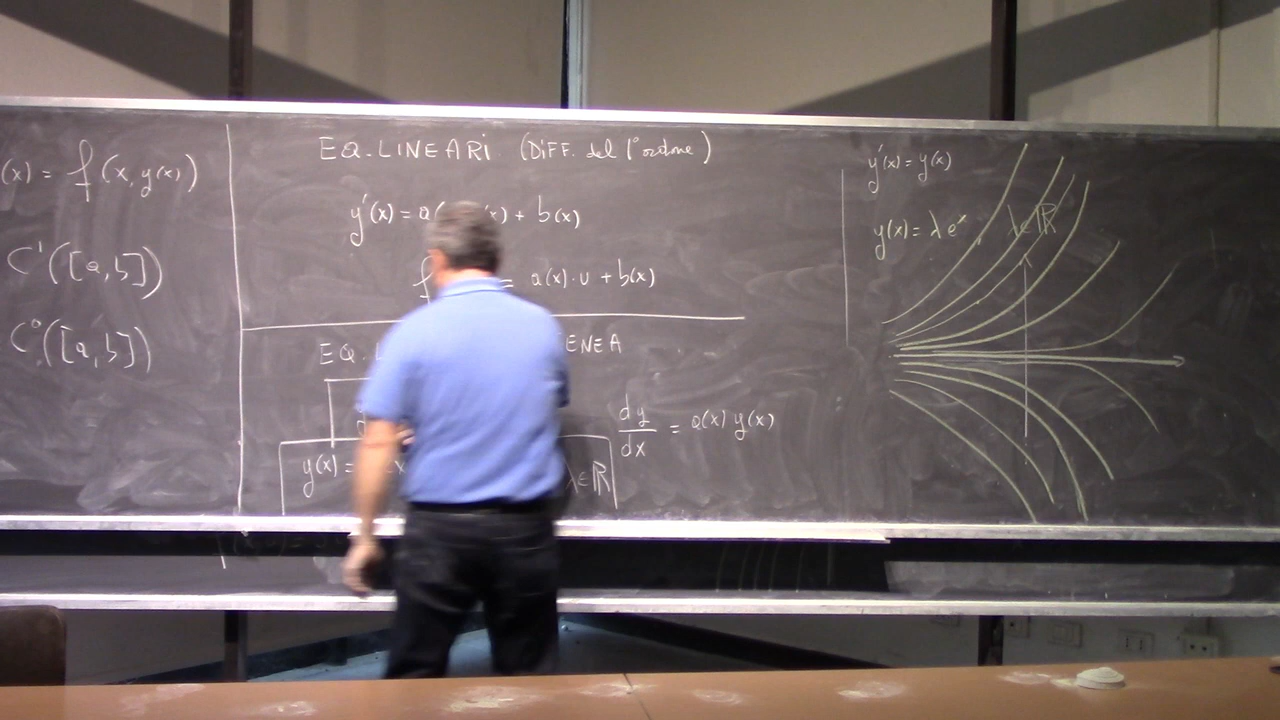 (x) = f(x, y(x))
C¹([a,b])
C⁰([a,b])
EQ. LINEARI (DIFF. del 1° ordine)
y'(x) = a( (x) + b(x)
f = a(x)·u + b(x)
EQ. L ENEA
dy/dx = a(x) y(x)
y(x) = λ∈ℝ
y'(x) = y(x)
y(x) = λeˣ λ∈ℝ